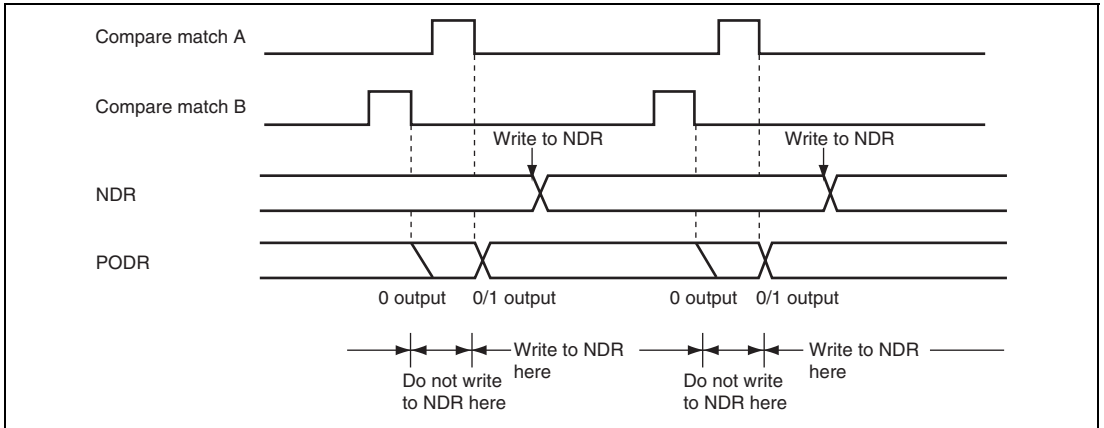 Compare match A
Compare match B
Write to NDR
Write to NDR
NDR
PODR
0 output
0/1 output
0 output
0/1 output
Write to NDR
here
Write to NDR
here
Do not write
to NDR here
Do not write
to NDR here